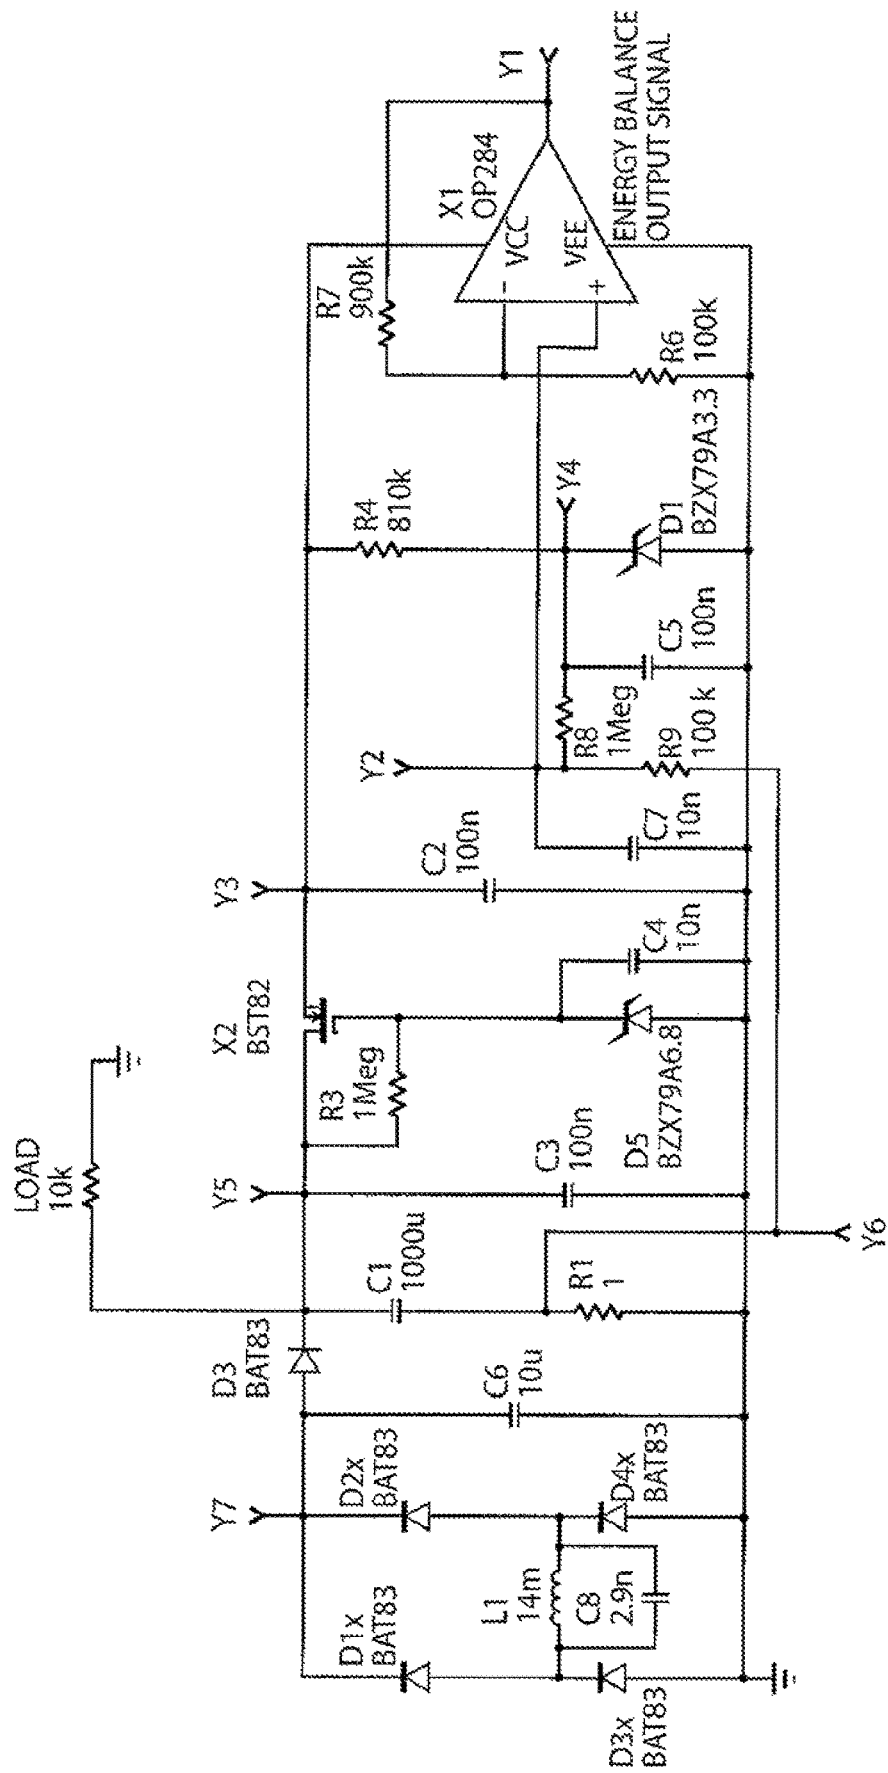 LOAD
10k
Y7
D1x
BAT83
D2x
BAT83
D3
BAT83
L1
14m
C8
2.9n
D3x
BAT83
D4x
BAT83
C6
10u
C1
1000u
R1
1
Y6
Y5
C3
100n
R3
1Meg
X2
BST82
D5
BZX79A6.8
C4
10n
Y3
C2
100n
Y2
C7
10n
R8
1Meg
R9
100 k
C5
100n
R4
810k
Y4
D1
BZX79A3.3
R7
900k
R6
100k
X1
OP284
VCC
VEE
-
+
Y1
ENERGY BALANCE
OUTPUT SIGNAL